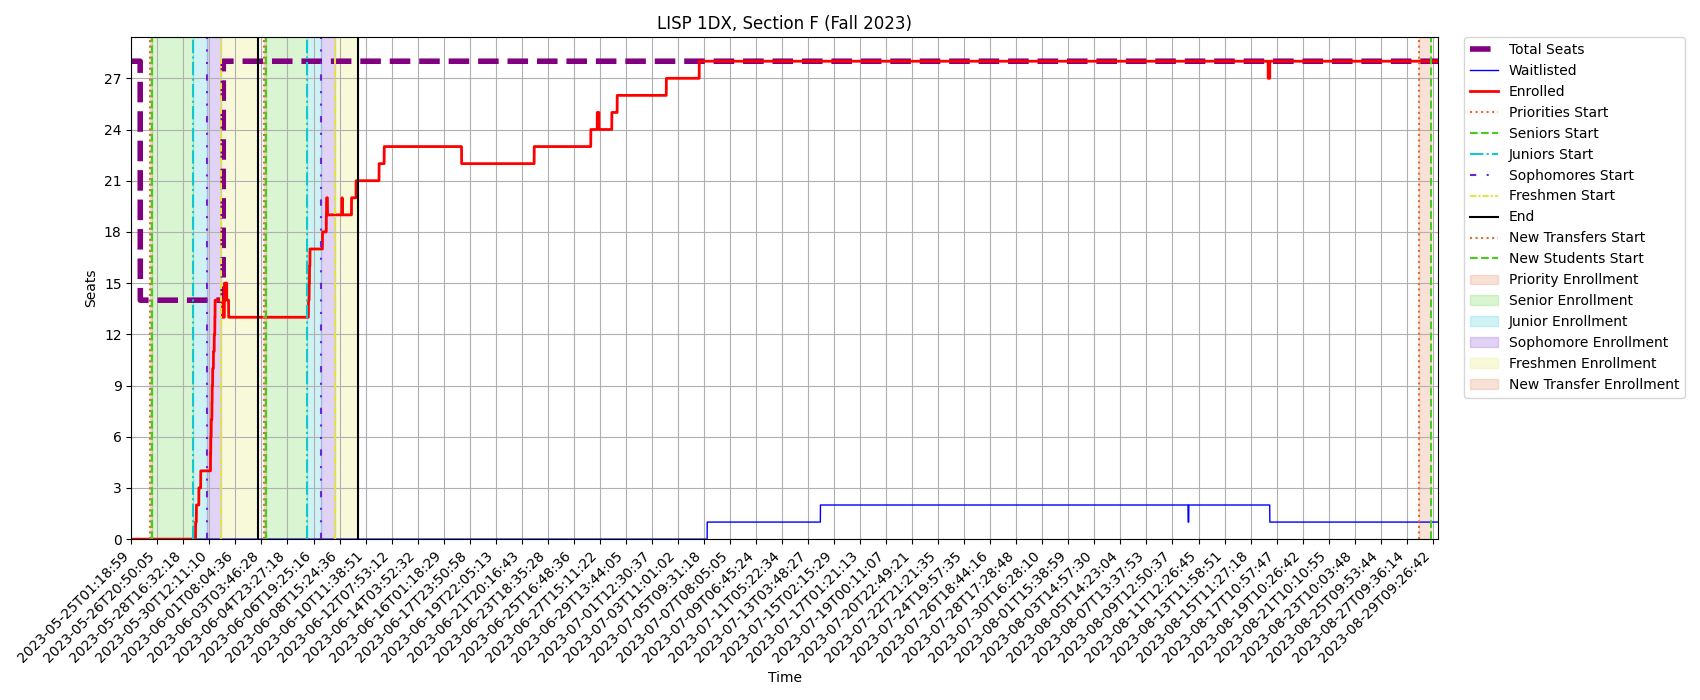 LISP 1DX, Section F (Fall 2023)
Seats
27
24
21
18
15
12
9
6
3
0
2023-05-25T01:18:59
2023-05-26T20:50:05
2023-05-28T16:32:18
2023-05-30T12:11:10
2023-06-01T08:04:36
2023-06-03T03:46:28
2023-06-04T23:27:18
2023-06-06T19:25:16
2023-06-08T15:24:36
2023-06-10T11:38:51
2023-06-12T07:53:12
2023-06-14T04:52:32
2023-06-16T01:18:29
2023-06-17T23:50:58
2023-06-19T22:05:13
2023-06-21T20:16:43
2023-06-23T18:35:28
2023-06-25T16:48:36
2023-06-27T15:11:22
2023-06-29T13:44:05
2023-07-01T12:30:37
2023-07-03T11:01:02
2023-07-05T09:31:18
2023-07-07T08:05:05
2023-07-09T06:45:24
2023-07-11T05:22:34
2023-07-13T03:48:27
2023-07-15T02:15:29
2023-07-17T01:21:13
2023-07-19T00:11:07
2023-07-20T22:49:21
2023-07-22T21:21:35
2023-07-24T19:57:35
2023-07-26T18:44:16
2023-07-28T17:28:48
2023-07-30T16:28:10
2023-08-01T15:38:59
2023-08-03T14:57:30
2023-08-05T14:23:04
2023-08-07T13:37:53
2023-08-09T12:50:37
2023-08-11T12:26:45
2023-08-13T11:58:51
2023-08-15T11:27:18
2023-08-17T10:57:47
2023-08-19T10:26:42
2023-08-21T10:10:55
2023-08-23T10:03:48
2023-08-25T09:53:44
2023-08-27T09:36:14
2023-08-29T09:26:42
Time
Total Seats
Waitlisted
Enrolled
Priorities Start
Seniors Start
Juniors Start
Sophomores Start
Freshmen Start
End
New Transfers Start
New Students Start
Priority Enrollment
Senior Enrollment
Junior Enrollment
Sophomore Enrollment
Freshmen Enrollment
New Transfer Enrollment